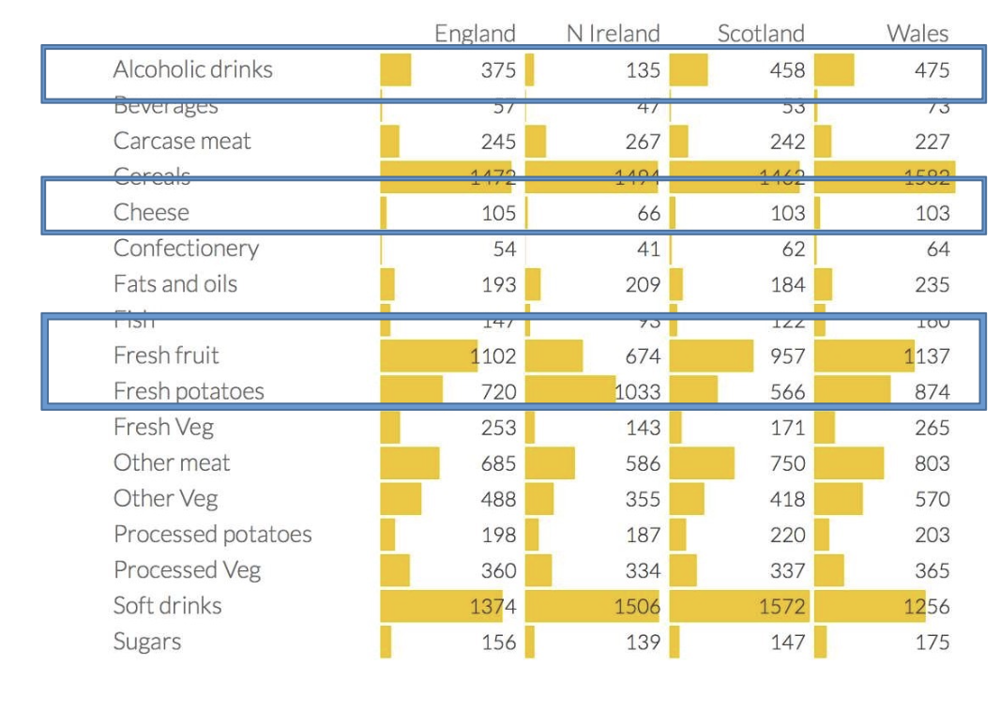 England N Ireland Scotland Wales
Alcoholic drinks 375 135 458 475
Beverages 57 47 53 73
Carcase meat 245 267 242 227
Cereals 1472 1494 1462 1582
Cheese 105 66 103 103
Confectionery 54 41 62 64
Fats and oils 193 209 184 235
Fish 147 93 122 160
Fresh fruit 1102 674 957 1137
Fresh potatoes 720 1033 566 874
Fresh Veg 253 143 171 265
Other meat 685 586 750 803
Other Veg 488 355 418 570
Processed potatoes 198 187 220 203
Processed Veg 360 334 337 365
Soft drinks 1374 1506 1572 1256
Sugars 156 139 147 175